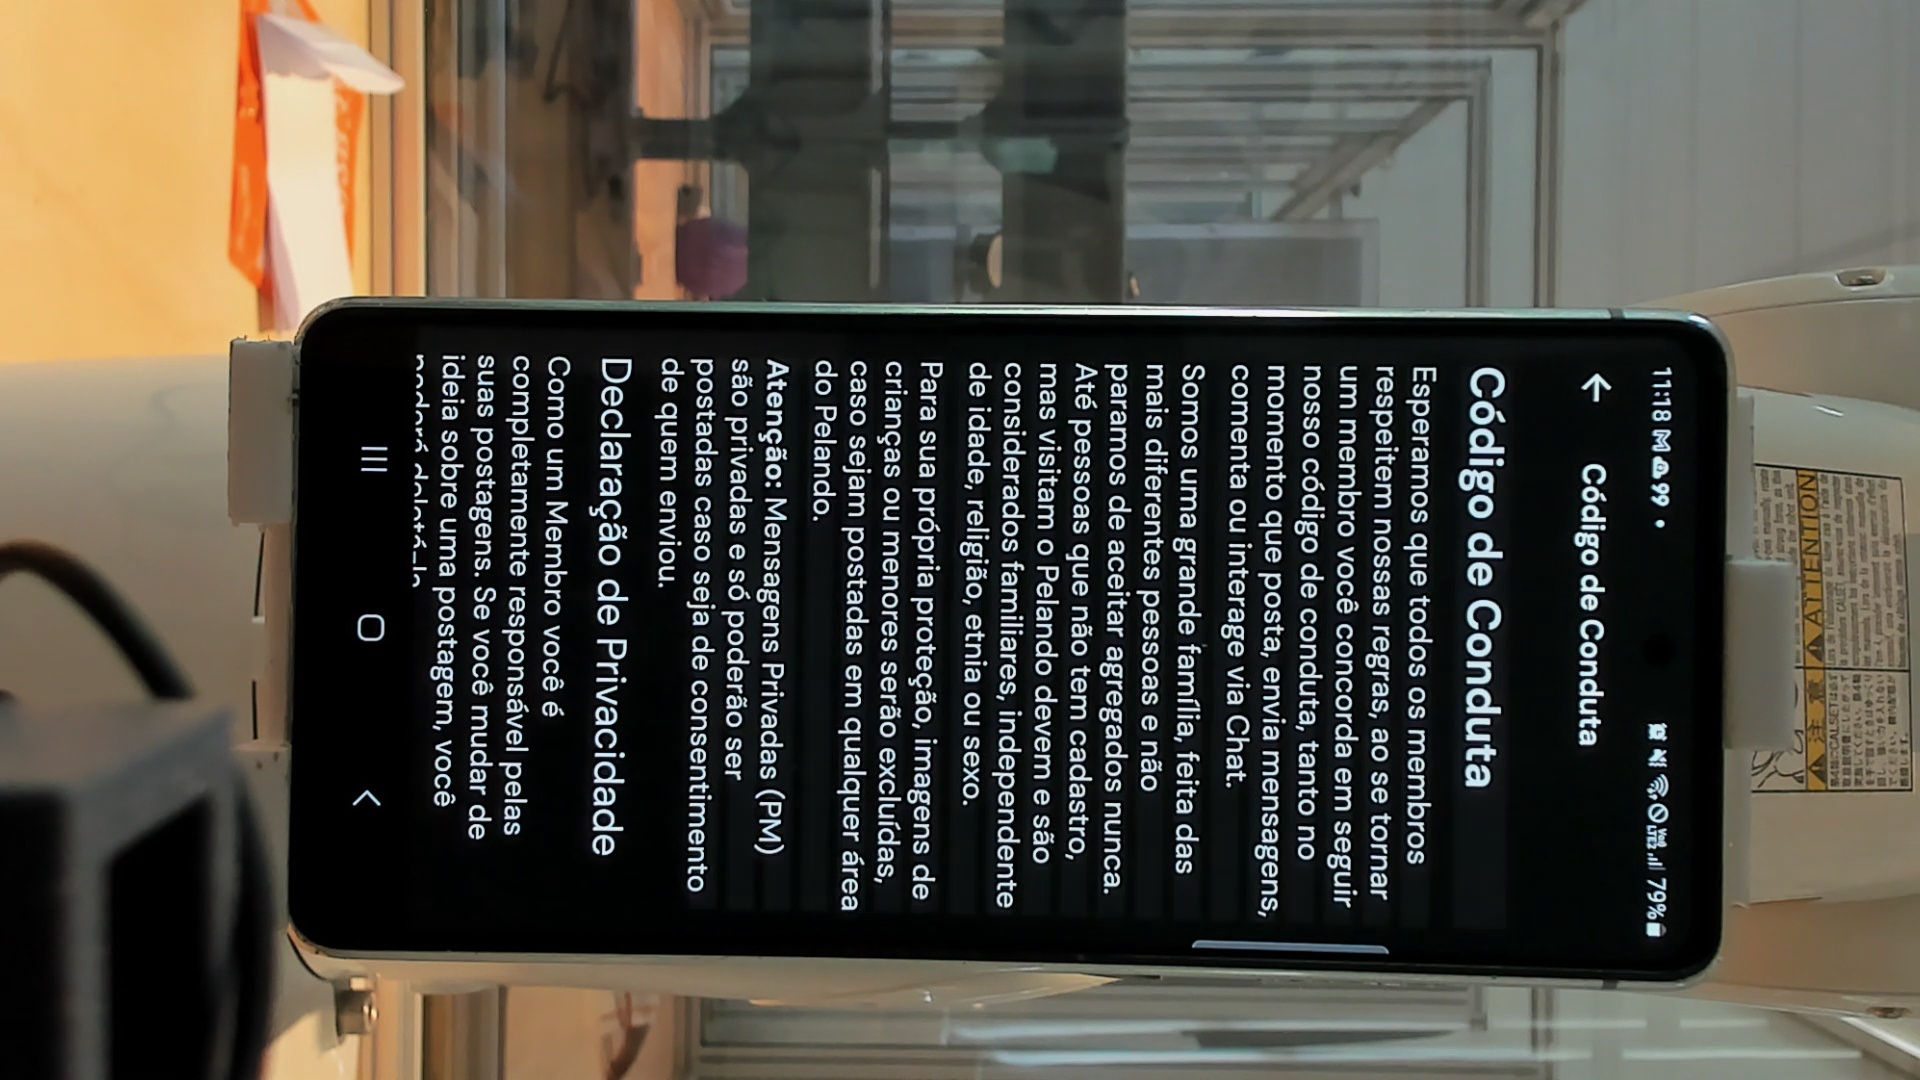 11:18 99 •
79%
Código de Conduta
Código de Conduta
Esperamos que todos os membros
respeitem nossas regras, ao se tornar
um membro você concorda em seguir
nosso código de conduta, tanto no
momento que posta, envia mensagens,
comenta ou interage via Chat.
Somos uma grande família, feita das
mais diferentes pessoas e não
paramos de aceitar agregados nunca.
Até pessoas que não tem cadastro,
mas visitam o Pelando devem e são
considerados familiares, independente
de idade, religião, etnia ou sexo.
Para sua própria proteção, imagens de
crianças ou menores serão excluídas,
caso sejam postadas em qualquer área
do Pelando.
Atenção: Mensagens Privadas (PM)
são privadas e só poderão ser
postadas caso seja de consentimento
de quem enviou.
Declaração de Privacidade
Como um Membro você é
completamente responsável pelas
suas postagens. Se você mudar de
ideia sobre uma postagem, você
ATTENTION
注意